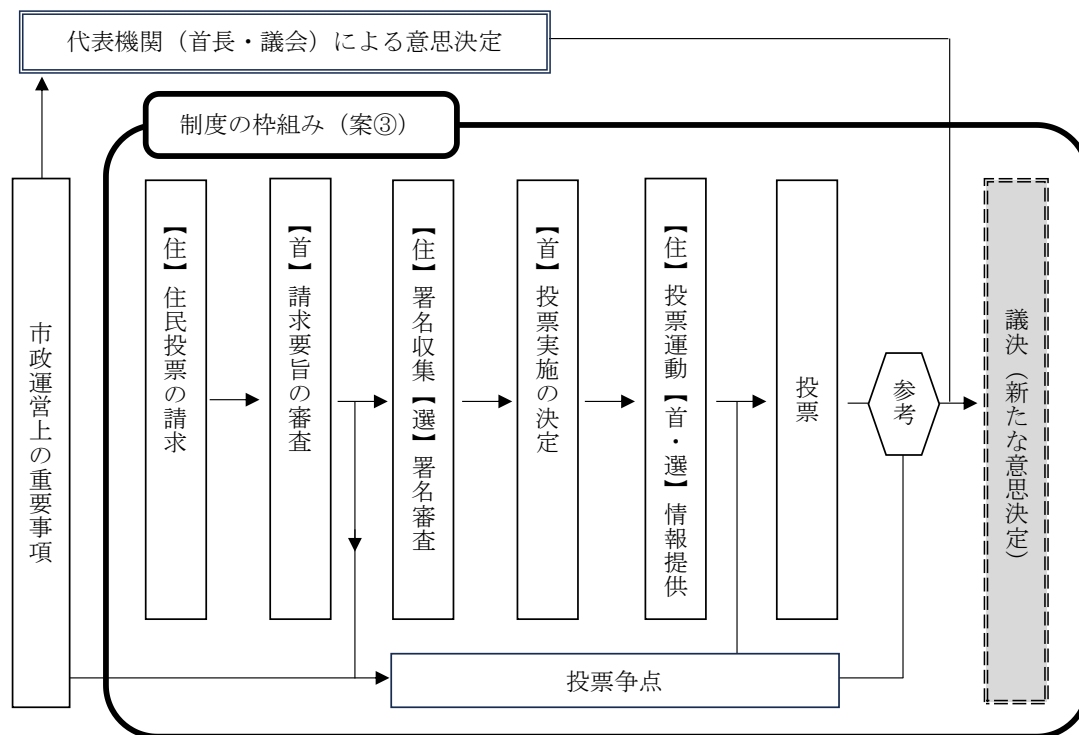 代表機関（首長・議会）による意思決定
制度の枠組み（案③）
市政運営上の重要事項
【住】住民投票の請求
【首】請求要旨の審査
【住】署名収集【選】署名審査
【首】投票実施の決定
【住】投票運動【首・選】情報提供
投票
参考
議決（新たな意思決定）
投票争点